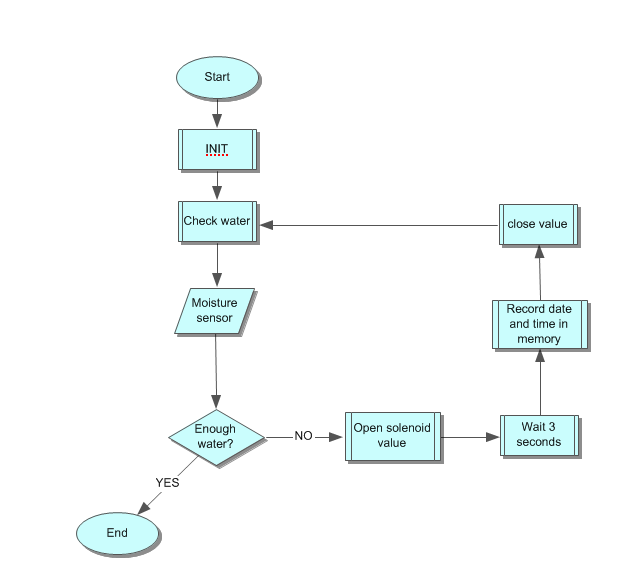 Start
INIT
Check water
close value
Moisture
sensor
Record date
and time in
memory
Enough
water?
NO
Open solenoid
value
Wait 3
seconds
YES
End